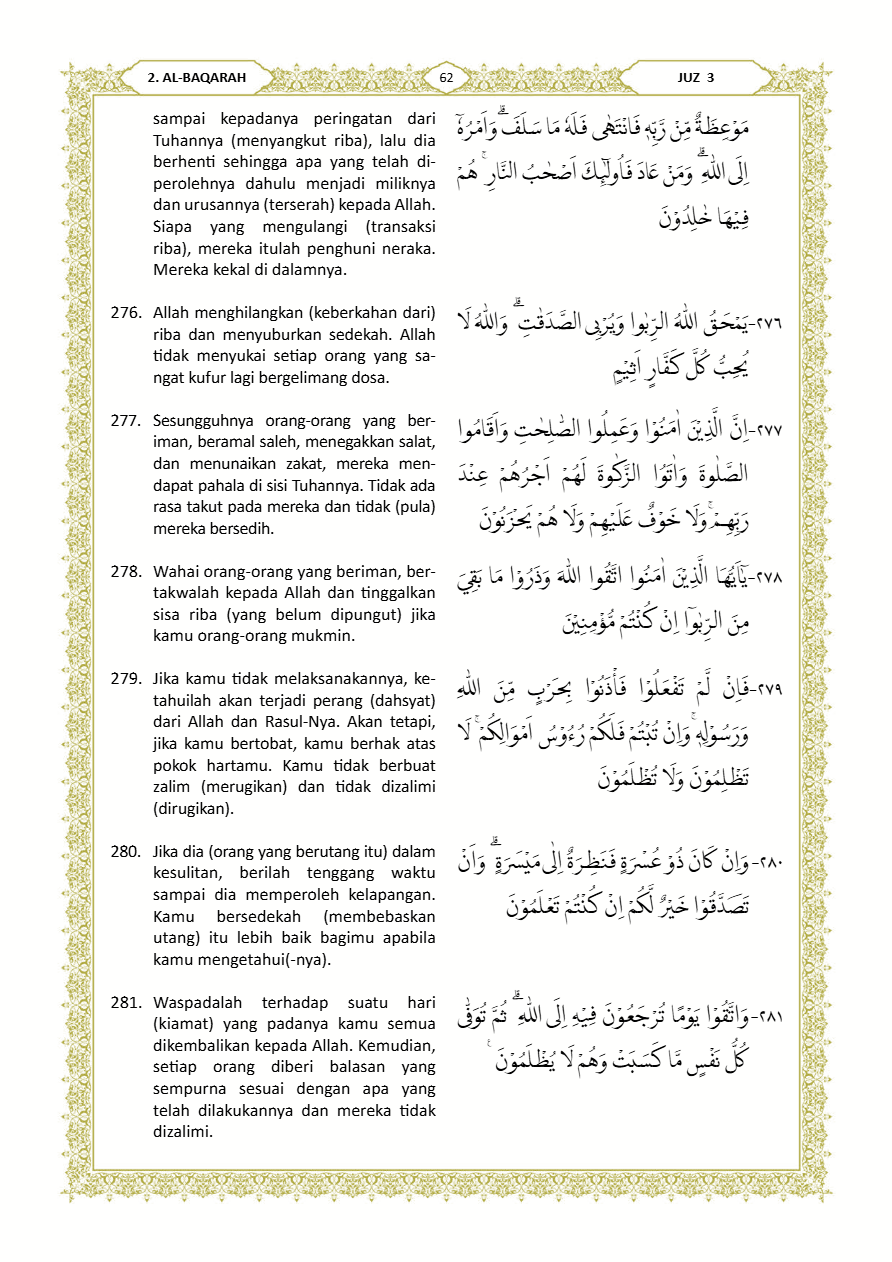 2. AL-BAQARAH
62
JUZ 3
sampai kepadanya peringatan dari
Tuhannya (menyangkut riba), lalu dia
berhenti sehingga apa yang telah di-
perolehnya dahulu menjadi miliknya
dan urusannya (terserah) kepada Allah.
Siapa yang mengulangi (transaksi
riba), mereka itulah penghuni neraka.
Mereka kekal di dalamnya.
مَوْعِظَةٌ مِّنْ رَّبِّهٖ فَانْتَهٰى فَلَهٗ مَا سَلَفَۗ وَاَمْرُهٗٓ
اِلَى اللّٰهِ ۗ وَمَنْ عَادَ فَاُولٰۤىِٕكَ اَصْحٰبُ النَّارِ ۚ هُمْ
فِيْهَا خٰلِدُوْنَ
276. Allah menghilangkan (keberkahan dari)
riba dan menyuburkan sedekah. Allah
tidak menyukai setiap orang yang sa-
ngat kufur lagi bergelimang dosa.
٢٧٦-يَمْحَقُ اللّٰهُ الرِّبٰوا وَيُرْبِى الصَّدَقٰتِ ۗ وَاللّٰهُ لَا
يُحِبُّ كُلَّ كَفَّارٍ اَثِيْمٍ
277. Sesungguhnya orang-orang yang ber-
iman, beramal saleh, menegakkan salat,
dan menunaikan zakat, mereka men-
dapat pahala di sisi Tuhannya. Tidak ada
rasa takut pada mereka dan tidak (pula)
mereka bersedih.
٢٧٧-اِنَّ الَّذِيْنَ اٰمَنُوْا وَعَمِلُوا الصّٰلِحٰتِ وَاَقَامُوا
الصَّلٰوةَ وَاٰتَوُا الزَّكٰوةَ لَهُمْ اَجْرُهُمْ عِنْدَ
رَبِّهِمْۚ وَلَا خَوْفٌ عَلَيْهِمْ وَلَا هُمْ يَحْزَنُوْنَ
278. Wahai orang-orang yang beriman, ber-
takwalah kepada Allah dan tinggalkan
sisa riba (yang belum dipungut) jika
kamu orang-orang mukmin.
٢٧٨-يٰٓاَيُّهَا الَّذِيْنَ اٰمَنُوا اتَّقُوا اللّٰهَ وَذَرُوْا مَا بَقِيَ
مِنَ الرِّبٰوٓا اِنْ كُنْتُمْ مُّؤْمِنِيْنَ
279. Jika kamu tidak melaksanakannya, ke-
tahuilah akan terjadi perang (dahsyat)
dari Allah dan Rasul-Nya. Akan tetapi,
jika kamu bertobat, kamu berhak atas
pokok hartamu. Kamu tidak berbuat
zalim (merugikan) dan tidak dizalimi
(dirugikan).
٢٧٩-فَاِنْ لَّمْ تَفْعَلُوْا فَأْذَنُوْا بِحَرْبٍ مِّنَ اللّٰهِ
وَرَسُوْلِهٖۚ وَاِنْ تُبْتُمْ فَلَكُمْ رُءُوْسُ اَمْوَالِكُمْۚ لَا
تَظْلِمُوْنَ وَلَا تُظْلَمُوْنَ
280. Jika dia (orang yang berutang itu) dalam
kesulitan, berilah tenggang waktu
sampai dia memperoleh kelapangan.
Kamu bersedekah (membebaskan
utang) itu lebih baik bagimu apabila
kamu mengetahui(-nya).
٢٨٠-وَاِنْ كَانَ ذُوْ عُسْرَةٍ فَنَظِرَةٌ اِلٰى مَيْسَرَةٍ ۗ وَاَنْ
تَصَدَّقُوْا خَيْرٌ لَّكُمْ اِنْ كُنْتُمْ تَعْلَمُوْنَ
281. Waspadalah terhadap suatu hari
(kiamat) yang padanya kamu semua
dikembalikan kepada Allah. Kemudian,
setiap orang diberi balasan yang
sempurna sesuai dengan apa yang
telah dilakukannya dan mereka tidak
dizalimi.
٢٨١-وَاتَّقُوْا يَوْمًا تُرْجَعُوْنَ فِيْهِ اِلَى اللّٰهِ ۗ ثُمَّ تُوَفّٰى
كُلُّ نَفْسٍ مَّا كَسَبَتْ وَهُمْ لَا يُظْلَمُوْنَ ۚ